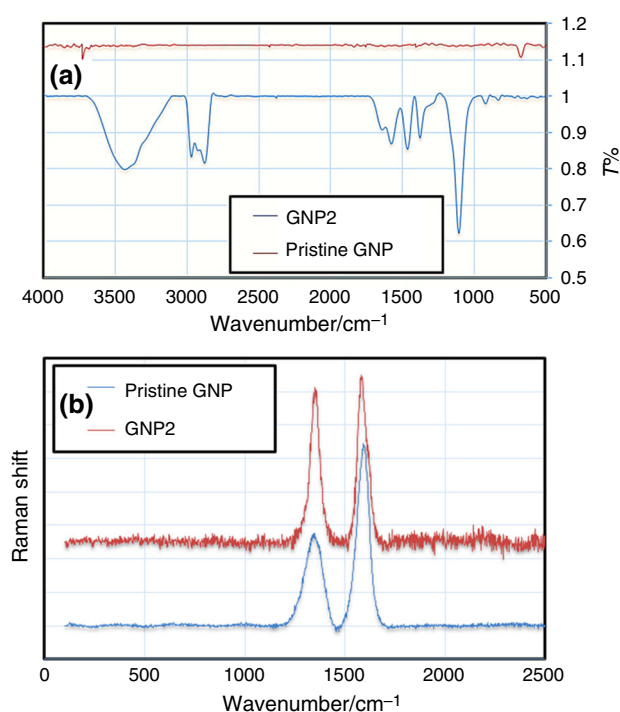 1.2
(a)
1.1
1
0.9
0.8
0.7
0.6
0.5
T%
GNP2
Pristine GNP
4000 3500 3000 2500 2000 1500 1000 500
Wavenumber/cm⁻¹
(b)
Pristine GNP
GNP2
Raman shift
0 500 1000 1500 2000 2500
Wavenumber/cm⁻¹